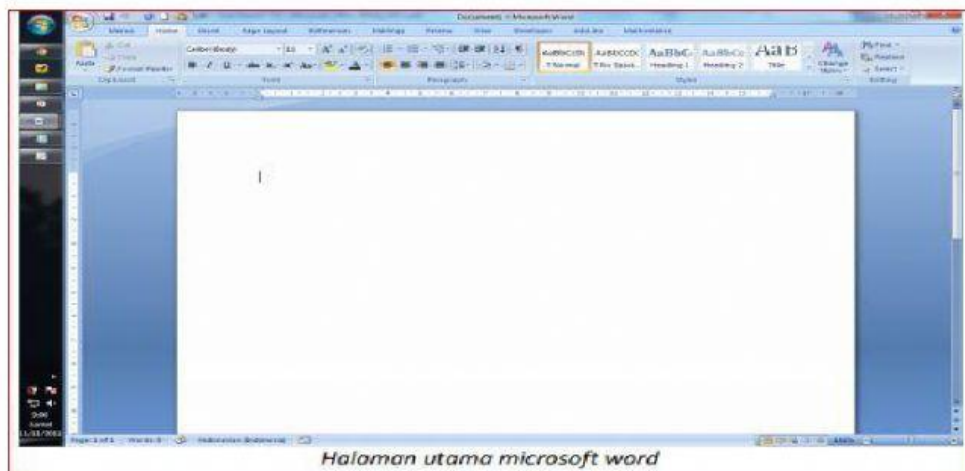 Document1 - Microsoft Word
Home Insert Page Layout References Mailings Review View Developer Add-Ins
Cut
Copy
Format Painter
Paste
Calibri (Body) 11
AaBbCcDc AaBbCcDc AaBbC AaBbCc AaB
¶ Normal ¶ No Spaci... Heading 1 Heading 2 Title
Change
Styles
Find
Replace
Select
Clipboard Font Paragraph Styles Editing
9:00
Page: 1 of 1 Words: 0 Indonesian (Indonesia)
Halaman utama microsoft word